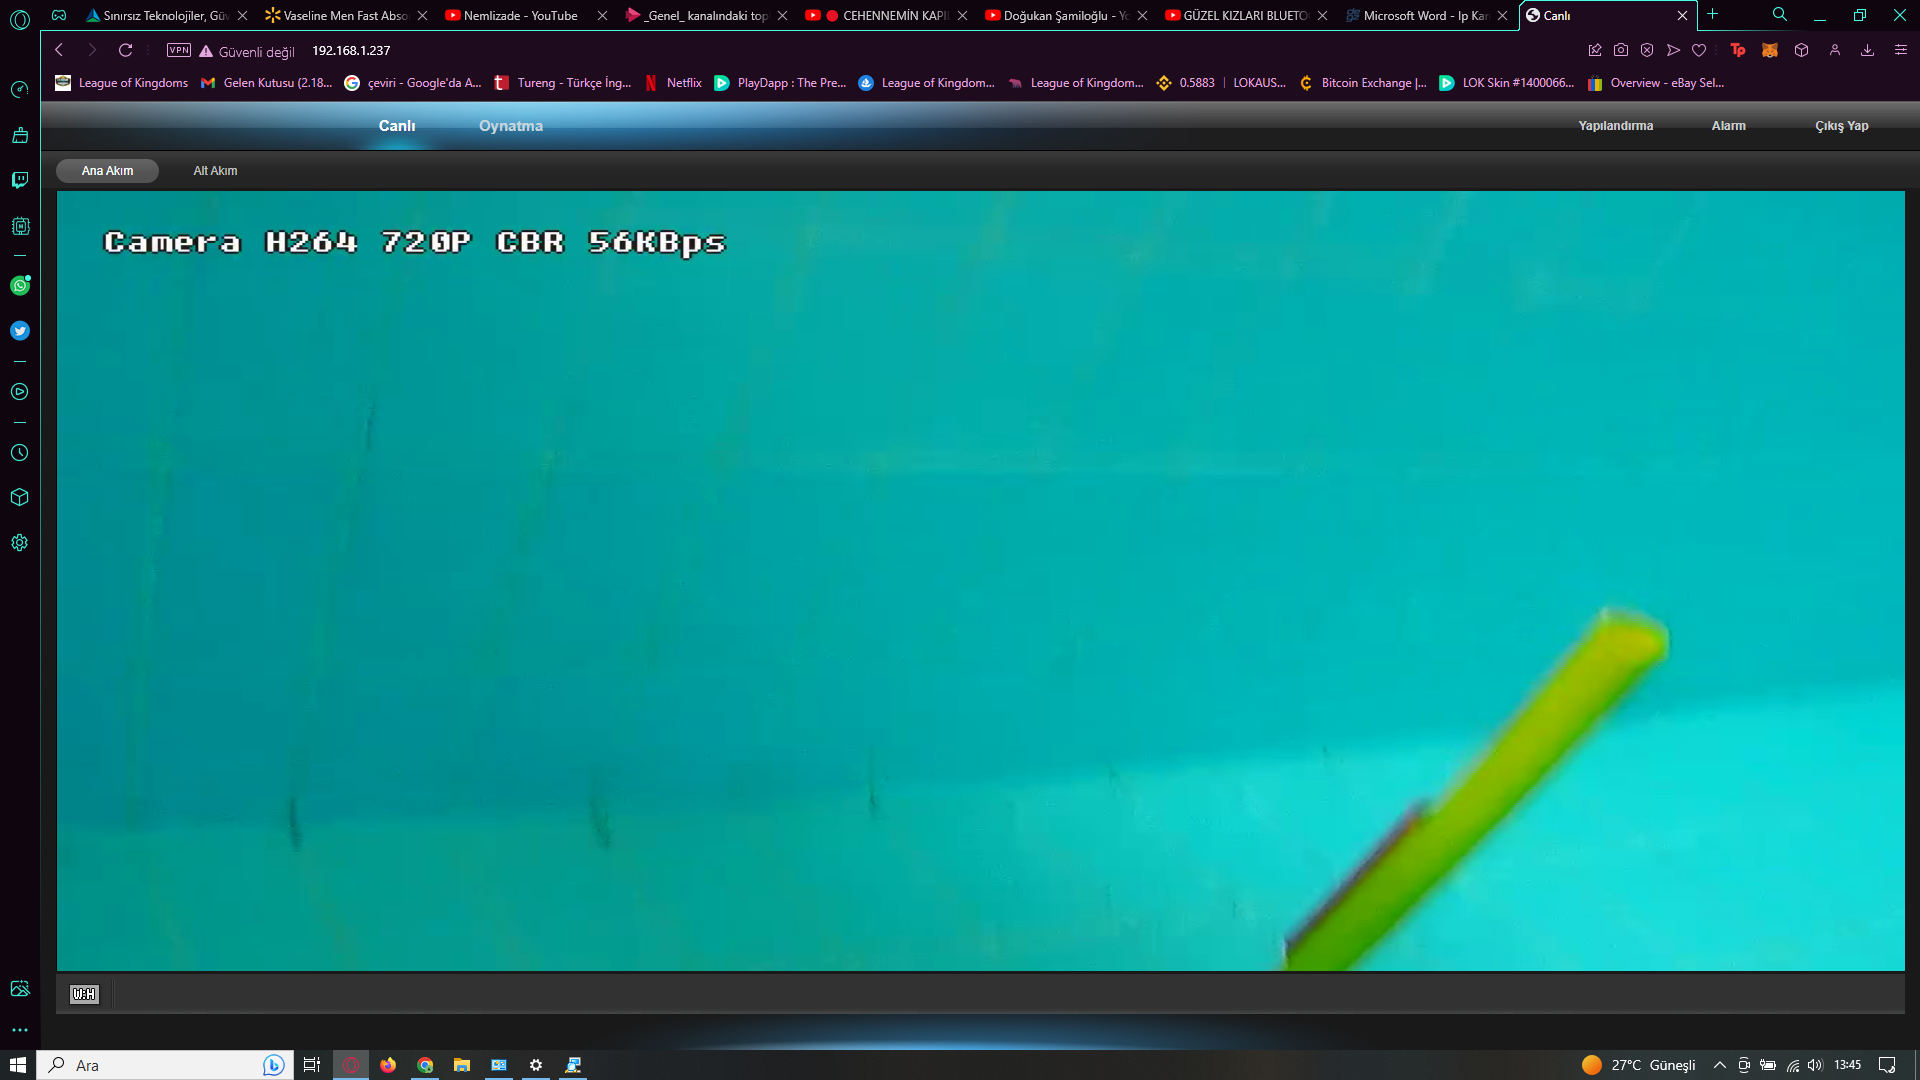 Sınırsız Teknolojiler, Güv
Vaseline Men Fast Abso
Nemlizade - YouTube
_Genel_ kanalındaki top
CEHENNEMİN KAPI
Doğukan Şamiloğlu - Yo
GÜZEL KIZLARI BLUETO
Microsoft Word - Ip Kam
Canlı
VPN
Güvenli değil
192.168.1.237
Tp
League of Kingdoms
Gelen Kutusu (2.18...
çeviri - Google'da A...
Tureng - Türkçe İng...
Netflix
PlayDapp : The Pre...
League of Kingdom...
League of Kingdom...
0.5883 | LOKAUS...
Bitcoin Exchange |...
LOK Skin #1400066...
Overview - eBay Sel...
Canlı
Oynatma
Yapılandırma
Alarm
Çıkış Yap
Ana Akım
Alt Akım
Camera H264 720P CBR 56KBps
W:H
Ara
27°C Güneşli
13:45